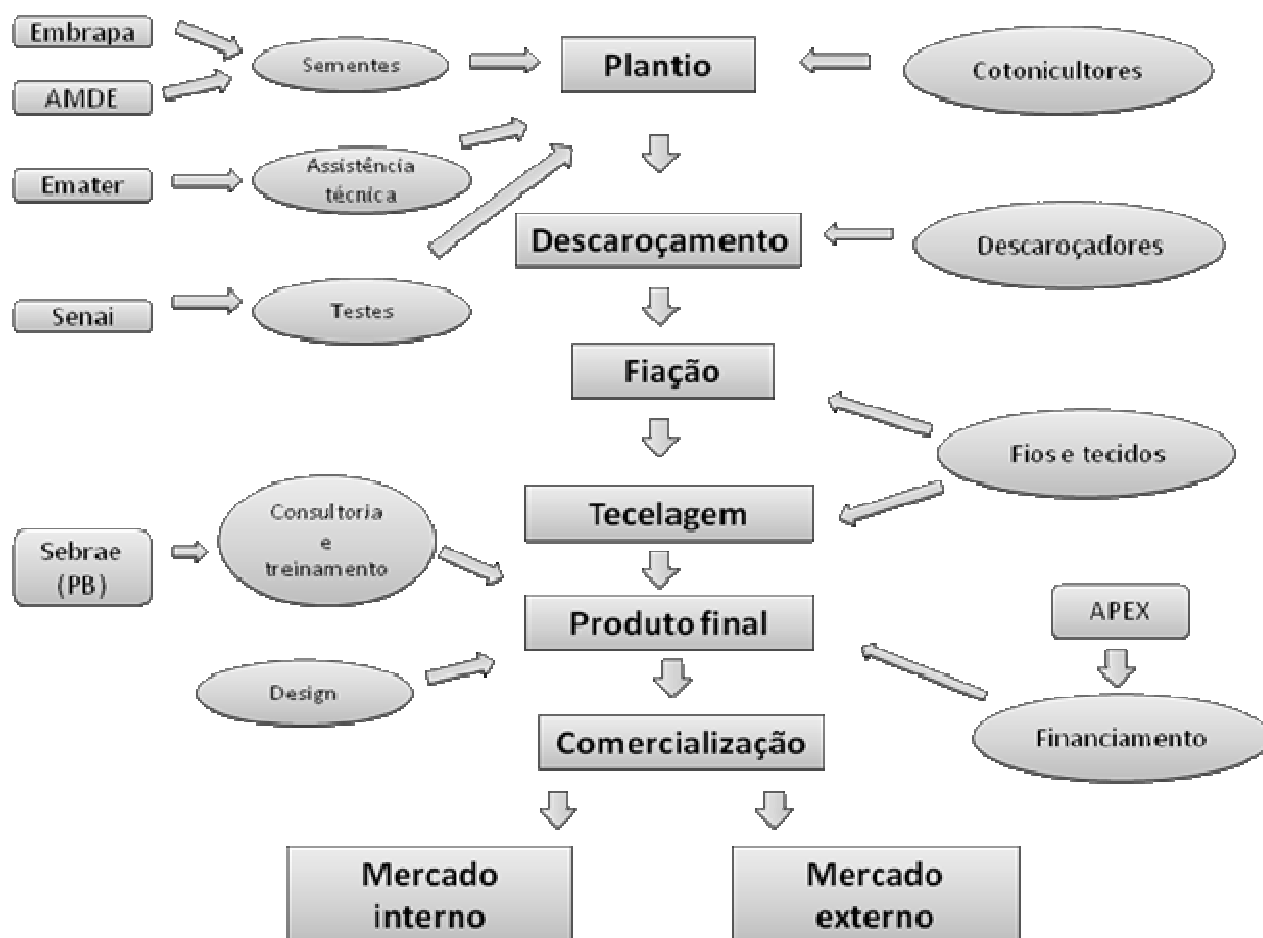 Embrapa
Sementes
Plantio
Cotonicultores
AMDE
Emater
Assistência
técnica
Descaroçamento
Descaroçadores
Senai
Testes
Fiação
Fios e tecidos
Consultoria
e
treinamento
Tecelagem
Sebrae
(PB)
Produto final
APEX
Design
Comercialização
Financiamento
Mercado
interno
Mercado
externo